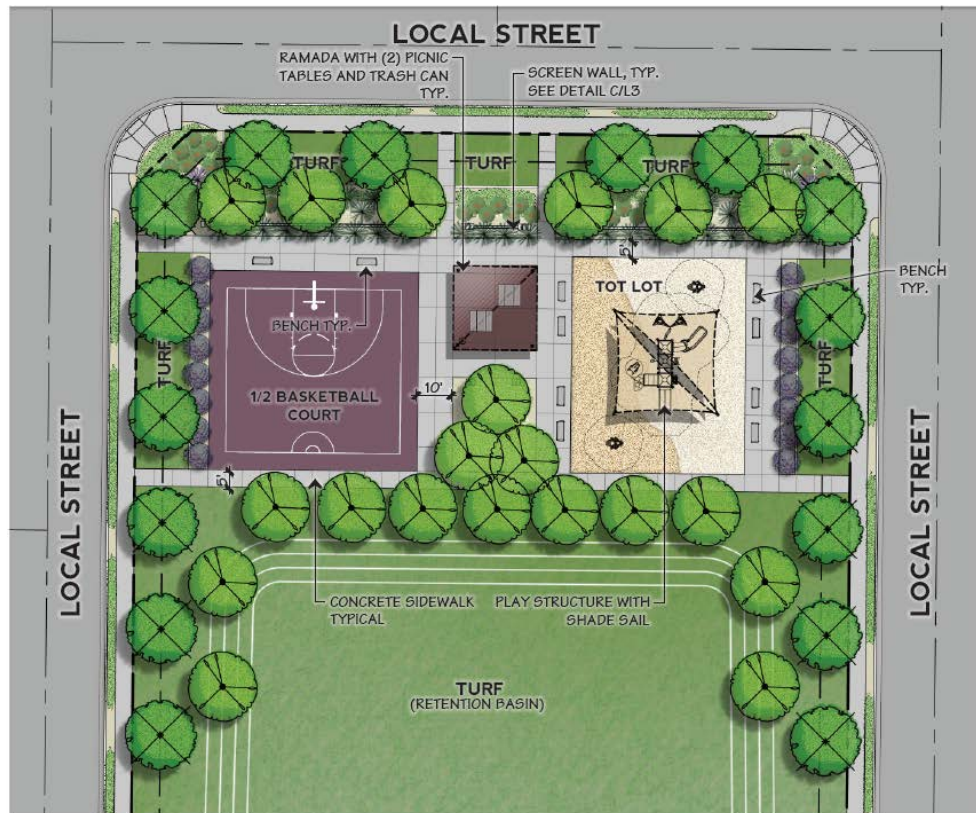 LOCAL STREET
RAMADA WITH (2) PICNIC
TABLES AND TRASH CAN
TYP.
SCREEN WALL, TYP.
SEE DETAIL C/L3
TURF
TURF
TURF
5'
TOT LOT
BENCH
TYP.
BENCH TYP.
TURF
TURF
1/2 BASKETBALL
COURT
10'
5'
LOCAL STREET
LOCAL STREET
CONCRETE SIDEWALK
TYPICAL
PLAY STRUCTURE WITH
SHADE SAIL
TURF
(RETENTION BASIN)